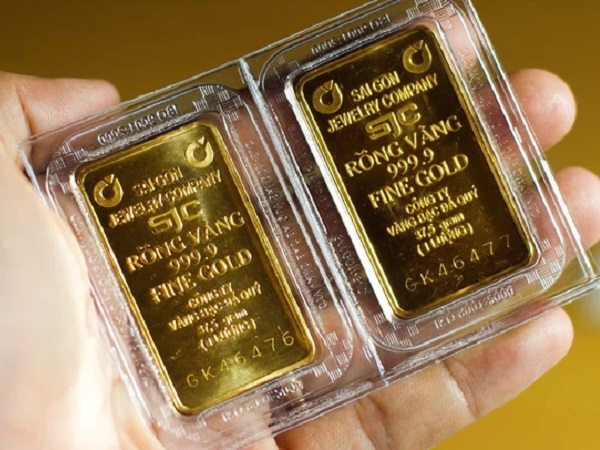 SAI GON
JEWELRY COMPANY
SJC
RỒNG VÀNG
999.9
FINE GOLD
CÔNG TY
VÀNG BẠC ĐÁ QUÝ
37,5 gram
(1 LƯỢNG)
GK46476
SAI GON
JEWELRY COMPANY
SJC
RỒNG VÀNG
999.9
FINE GOLD
CÔNG TY
VÀNG BẠC ĐÁ QUÝ
37,5 gram
(1 LƯỢNG)
GK46477